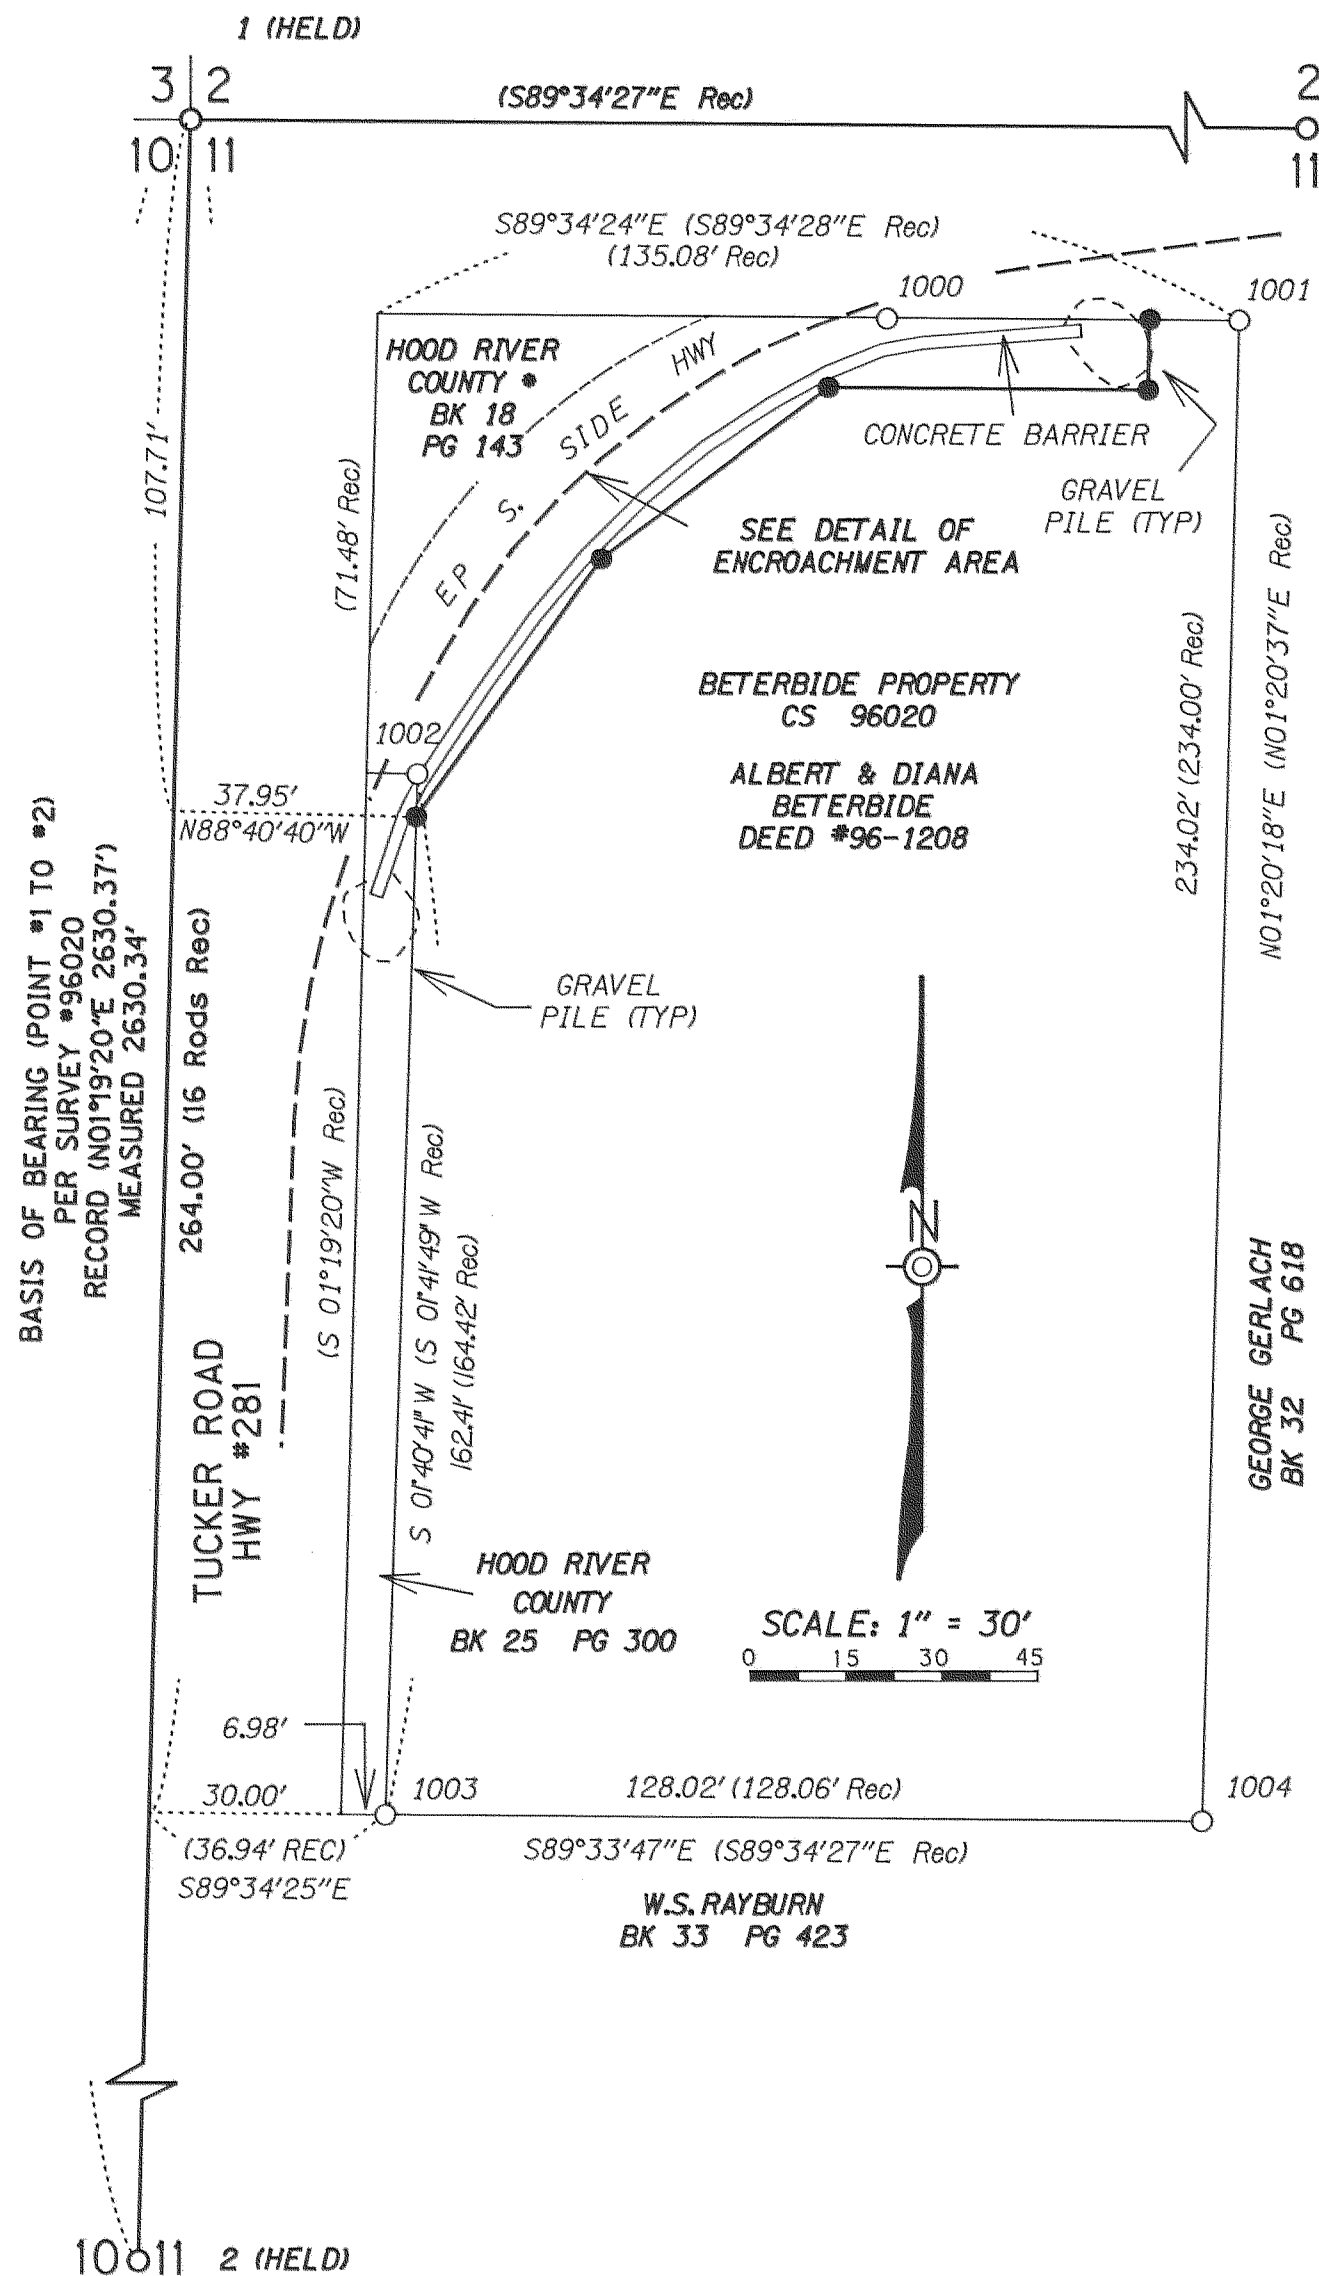 1 (HELD)
3 2
10 11
(S89°34'27"E Rec)
2
11
S89°34'24"E (S89°34'28"E Rec)
(135.08' Rec)
1000
1001
HOOD RIVER
COUNTY •
BK 18
PG 143
EP S. SIDE HWY
CONCRETE BARRIER
GRAVEL
PILE (TYP)
107.71'
(71.48' Rec)
SEE DETAIL OF
ENCROACHMENT AREA
BETERBIDE PROPERTY
CS 96020
ALBERT & DIANA
BETERBIDE
DEED #96-1208
234.02' (234.00' Rec)
N01°20'18"E (N01°20'37"E Rec)
1002
37.95'
N88°40'40"W
BASIS OF BEARING (POINT #1 TO #2)
PER SURVEY #96020
RECORD (N01°19'20"E 2630.37')
MEASURED 2630.34'
264.00' (16 Rods Rec)
GRAVEL
PILE (TYP)
(S 01°19'20"W Rec)
S 01°40'41" W (S 01°41'49" W Rec)
162.41' (164.42' Rec)
N
TUCKER ROAD
HWY #281
GEORGE GERLACH
BK 32 PG 618
HOOD RIVER
COUNTY
BK 25 PG 300
SCALE: 1" = 30'
0 15 30 45
6.98'
30.00'
1003
128.02' (128.06' Rec)
1004
(36.94' REC)
S89°34'25"E
S89°33'47"E (S89°34'27"E Rec)
W.S.RAYBURN
BK 33 PG 423
10 11
2 (HELD)